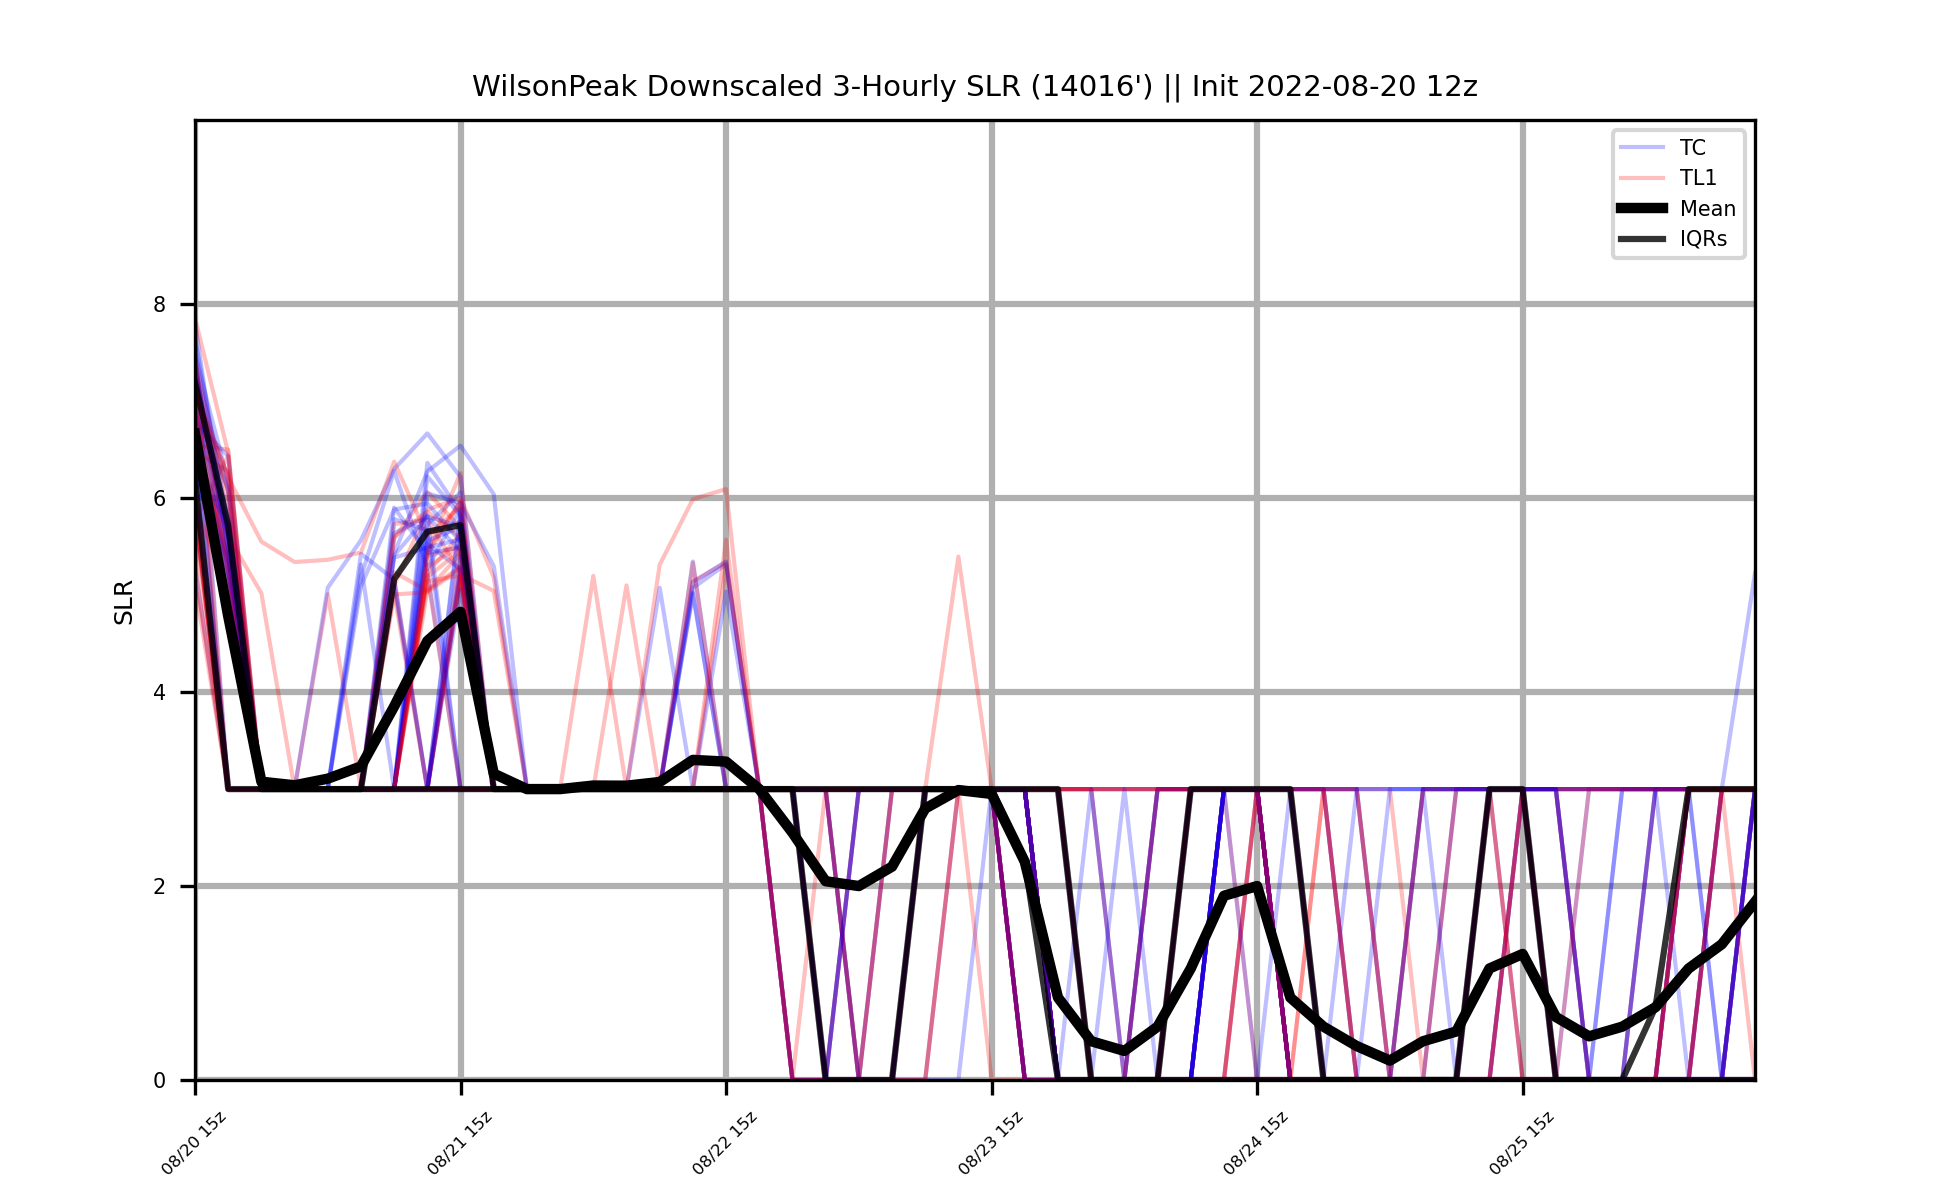 WilsonPeak Downscaled 3-Hourly SLR (14016') || Init 2022-08-20 12z
TC
TL1
Mean
IQRs
SLR
8
6
4
2
0
08/20 15z
08/21 15z
08/22 15z
08/23 15z
08/24 15z
08/25 15z